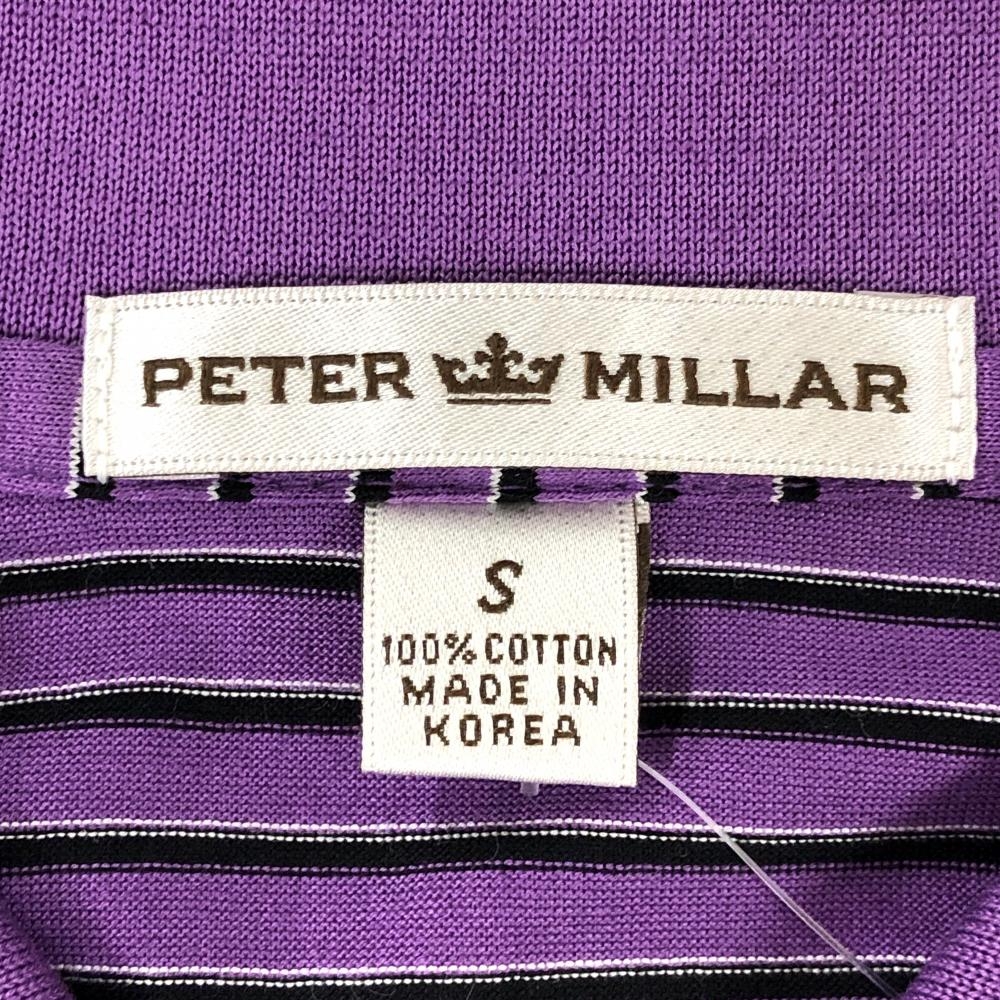 PETER MILLAR
S
100% COTTON
MADE IN
KOREA